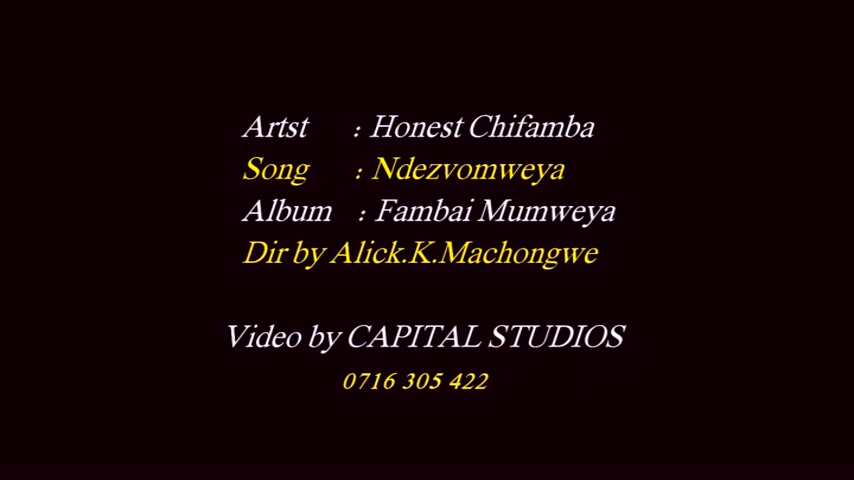 Artst : Honest Chifamba
Song : Ndezvomweya
Album : Fambai Mumweya
Dir by Alick.K.Machongwe
Video by CAPITAL STUDIOS
0716 305 422